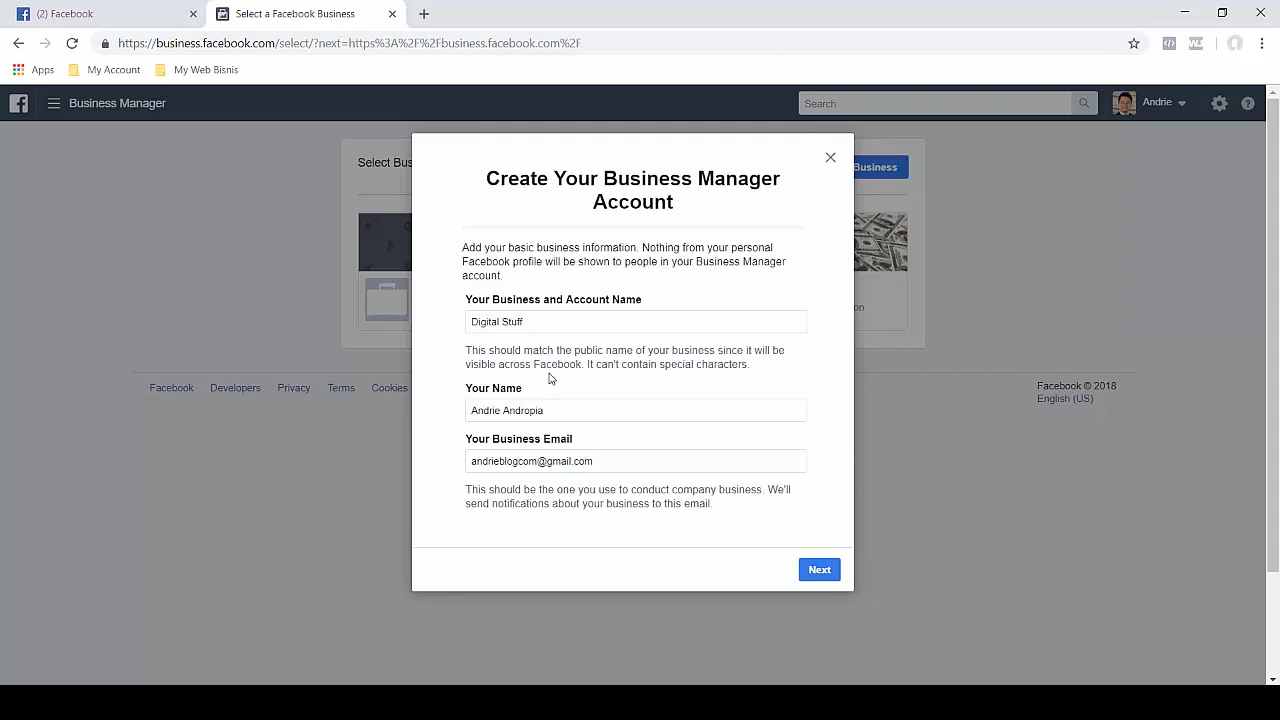 (2) Facebook
Select a Facebook Business
https://business.facebook.com/select/?next=https%3A%2F%2Fbusiness.facebook.com%2F
Apps
My Account
My Web Bisnis
Business Manager
Search
Andrie
Select Bus
Business
Create Your Business Manager
Account
Add your basic business information. Nothing from your personal
Facebook profile will be shown to people in your Business Manager
account.
Your Business and Account Name
Digital Stuff
This should match the public name of your business since it will be
visible across Facebook. It can't contain special characters.
Your Name
Andrie Andropia
Your Business Email
andrieblogcom@gmail.com
This should be the one you use to conduct company business. We'll
send notifications about your business to this email.
Next
on
Facebook
Developers
Privacy
Terms
Cookies
Facebook © 2018
English (US)